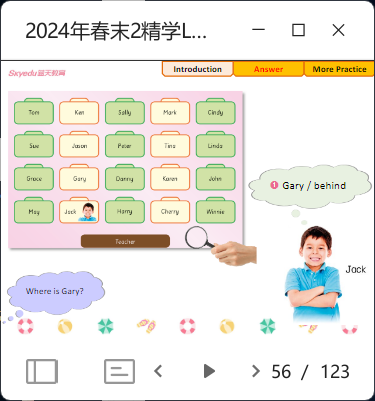 2024年春末2精学L...
Sxyedu 蓝天教育
Introduction
Answer
More Practice
Tom Ken Sally Mark Cindy
Sue Jason Peter Tina Linda
Grace Gary Danny Karen John
May Jack Harry Cherry Winnie
Teacher
1 Gary / behind
Jack
Where is Gary?
56 / 123